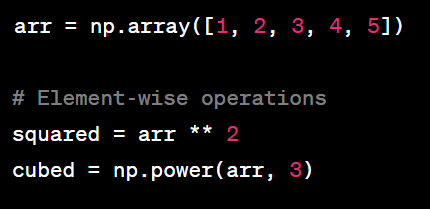 arr = np.array([1, 2, 3, 4, 5])
# Element-wise operations
squared = arr ** 2
cubed = np.power(arr, 3)